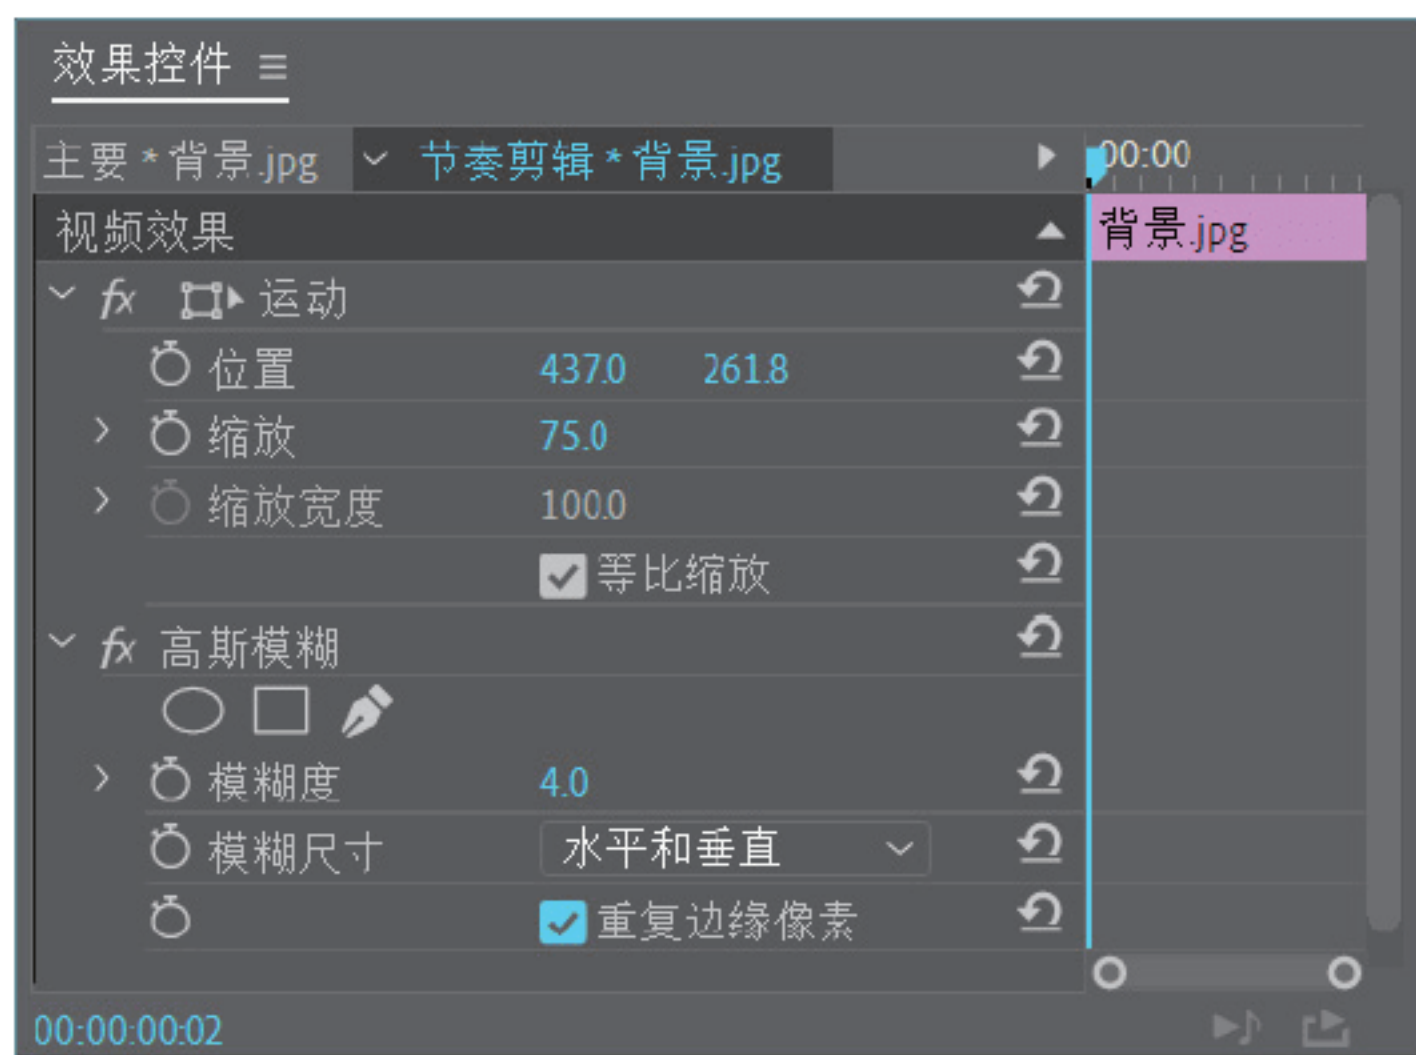 效果控件
主要 * 背景.jpg 节奏剪辑 * 背景.jpg 00:00
视频效果 背景.jpg
fx 运动
位置 437.0 261.8
缩放 75.0
缩放宽度 100.0
等比缩放
fx 高斯模糊
模糊度 4.0
模糊尺寸 水平和垂直
重复边缘像素
00:00:00:02